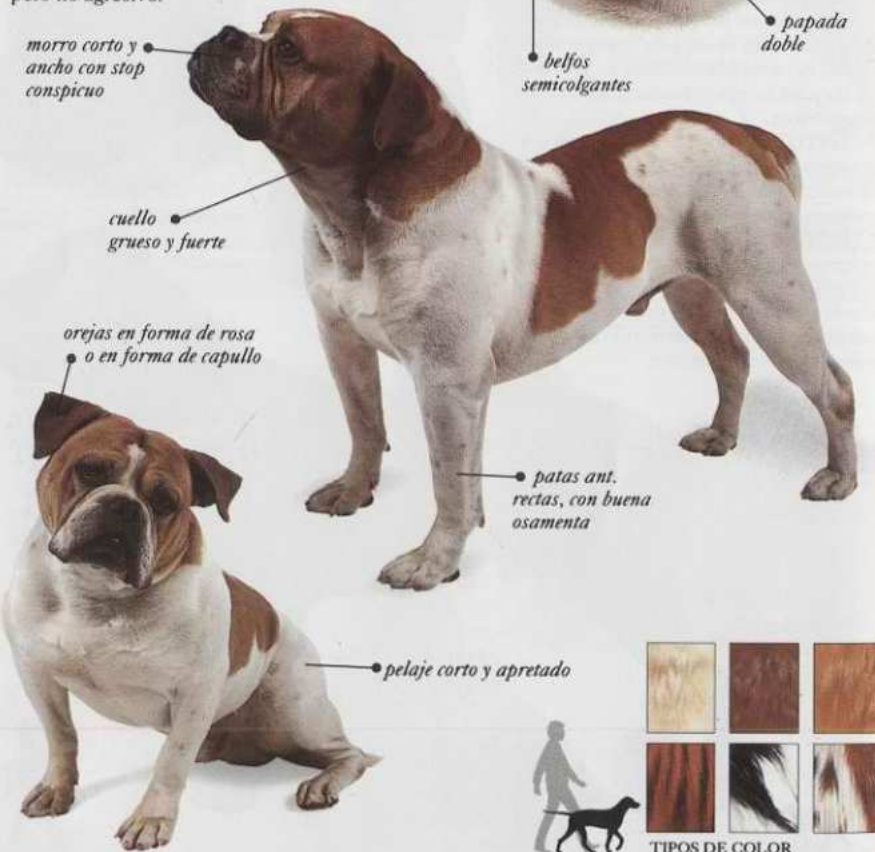 morro corto y
ancho con stop
conspicuo
papada
doble
belfos
semicolgantes
cuello
grueso y fuerte
orejas en forma de rosa
o en forma de capullo
patas ant.
rectas, con buena
osamenta
pelaje corto y apretado
TIPOS DE COLOR